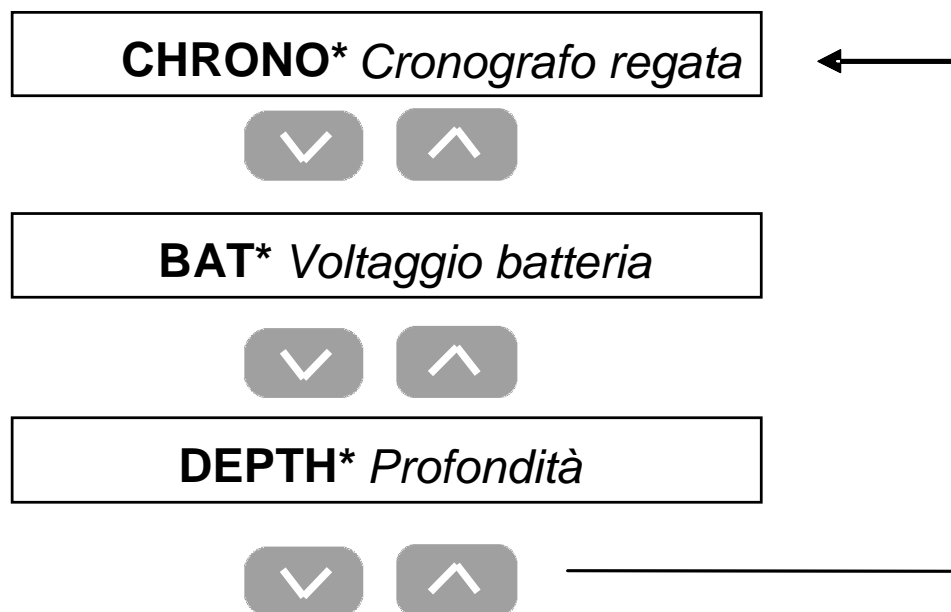 CHRONO* Cronografo regata
BAT* Voltaggio batteria
DEPTH* Profondità